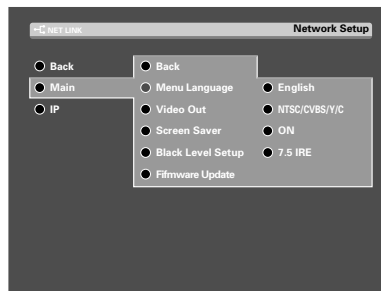 NET LINK Network Setup
Back Back
Main Menu Language English
IP Video Out NTSC/CVBS/Y/C
Screen Saver ON
Black Level Setup 7.5 IRE
Fifmware Update